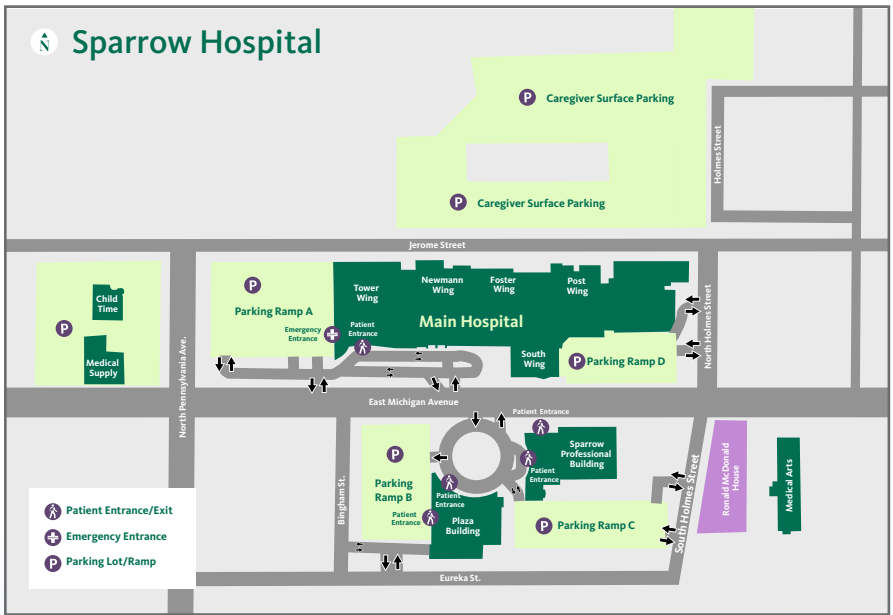 N
Sparrow Hospital
P
Caregiver Surface Parking
Holmes Street
P
Caregiver Surface Parking
Jerome Street
P
Parking Ramp A
Tower
Wing
Newmann
Wing
Foster
Wing
Post
Wing
Main Hospital
Child
Time
P
Medical
Supply
Emergency
Entrance
Patient
Entrance
South
Wing
P
Parking Ramp D
North Holmes Street
North Pennsylvania Ave.
East Michigan Avenue
Patient Entrance
P
Parking
Ramp B
Sparrow
Professional
Building
Patient
Entrance
Patient
Entrance
Patient
Entrance
Plaza
Building
P
Parking Ramp C
Bingham St.
South Holmes Street
Ronald McDonald
House
Medical Arts
Eureka St.
Patient Entrance/Exit
Emergency Entrance
P
Parking Lot/Ramp